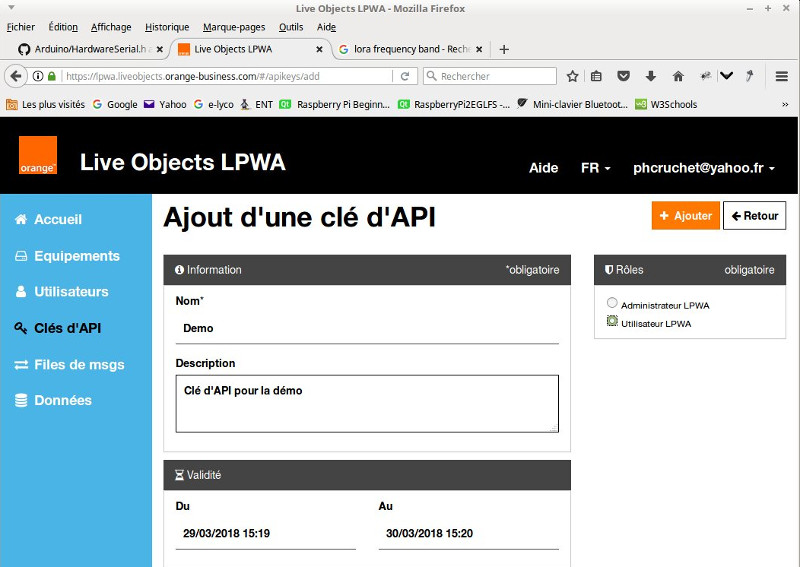 Live Objects LPWA - Mozilla Firefox
Fichier Édition Affichage Historique Marque-pages Outils Aide
Arduino/HardwareSerial.h a Live Objects LPWA lora frequency band - Reche
https://lpwa.liveobjects.orange-business.com/#/apikeys/add Rechercher
Les plus visités Google Yahoo e-lyco ENT Raspberry Pi Beginn... RaspberryPi2EGLFS -... Mini-clavier Bluetoot... W3Schools »
orange™ Live Objects LPWA Aide FR phcruchet@yahoo.fr
Accueil
Equipements
Utilisateurs
Clés d'API
Files de msgs
Données
Ajout d'une clé d'API + Ajouter Retour
Information *obligatoire
Nom*
Demo
Description
Clé d'API pour la démo
Rôles obligatoire
Administrateur LPWA
Utilisateur LPWA
Validité
Du Au
29/03/2018 15:19 30/03/2018 15:20